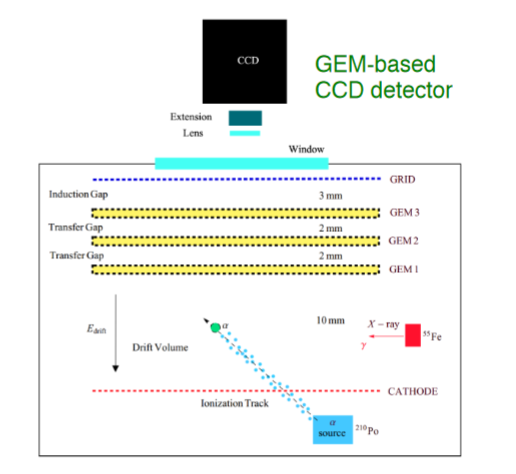 CCD
GEM-based
CCD detector
Extension
Lens
Window
GRID
Induction Gap 3 mm
GEM 3
Transfer Gap 2 mm
GEM 2
Transfer Gap 2 mm
GEM 1
α
10 mm
X – ray
γ
⁵⁵Fe
E_drift
Drift Volume
CATHODE
Ionization Track
α
source
²¹⁰Po